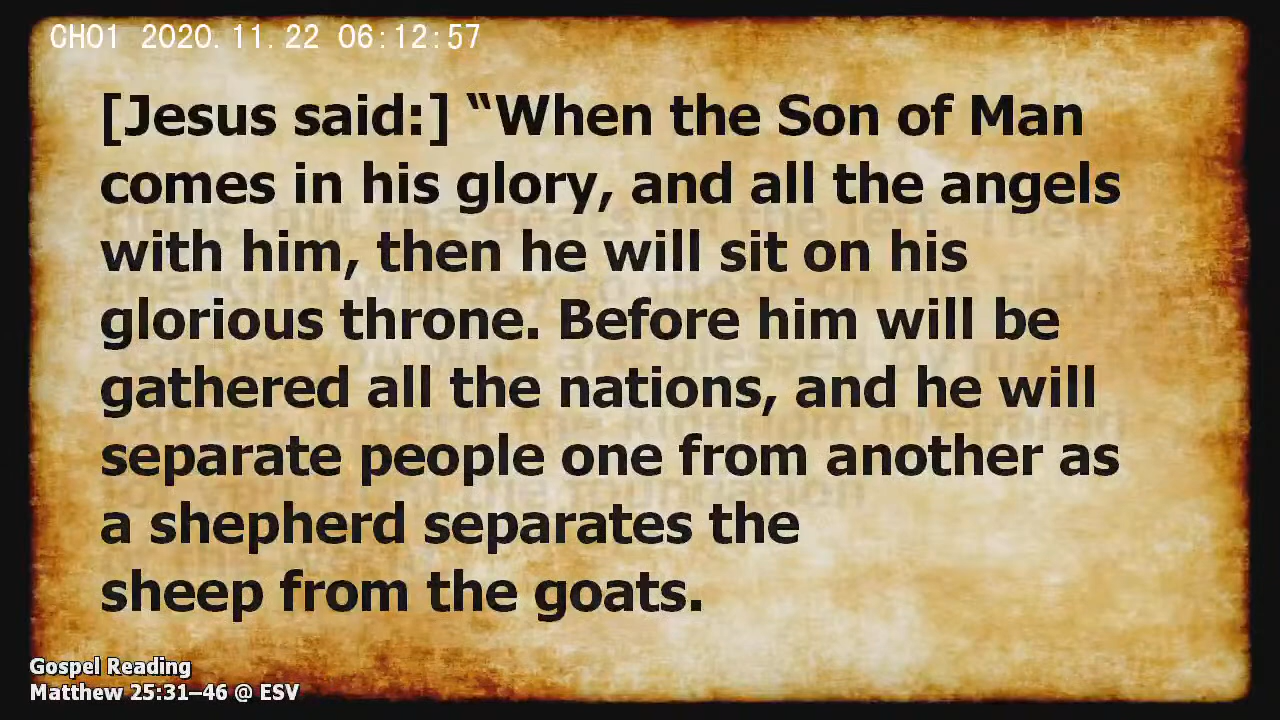 CH01 2020.11.22 06:12:57
[Jesus said:] “When the Son of Man
comes in his glory, and all the angels
with him, then he will sit on his
glorious throne. Before him will be
gathered all the nations, and he will
separate people one from another as
a shepherd separates the
sheep from the goats.
Gospel Reading
Matthew 25:31–46 @ ESV